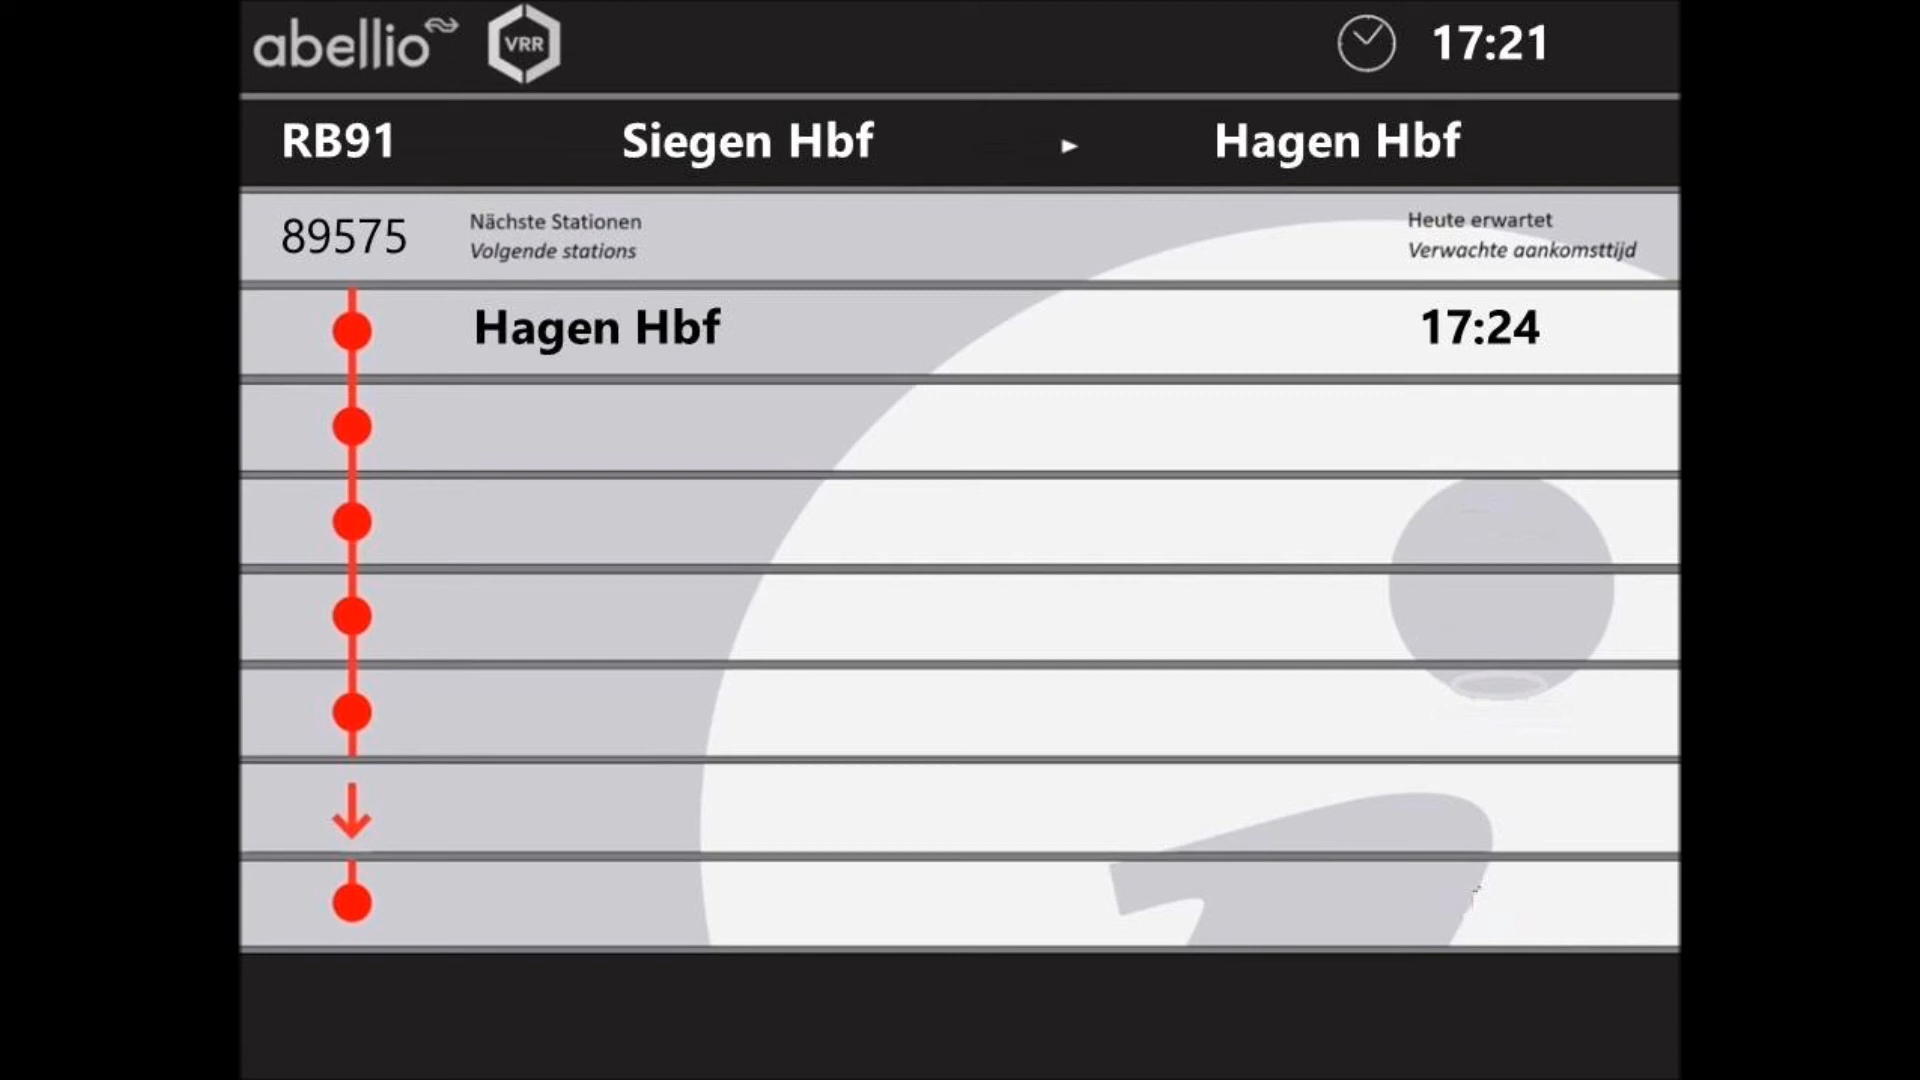 abellio VRR 17:21
RB91 Siegen Hbf ► Hagen Hbf
89575
Nächste Stationen
Volgende stations
Heute erwartet
Verwachte aankomsttijd
Hagen Hbf 17:24